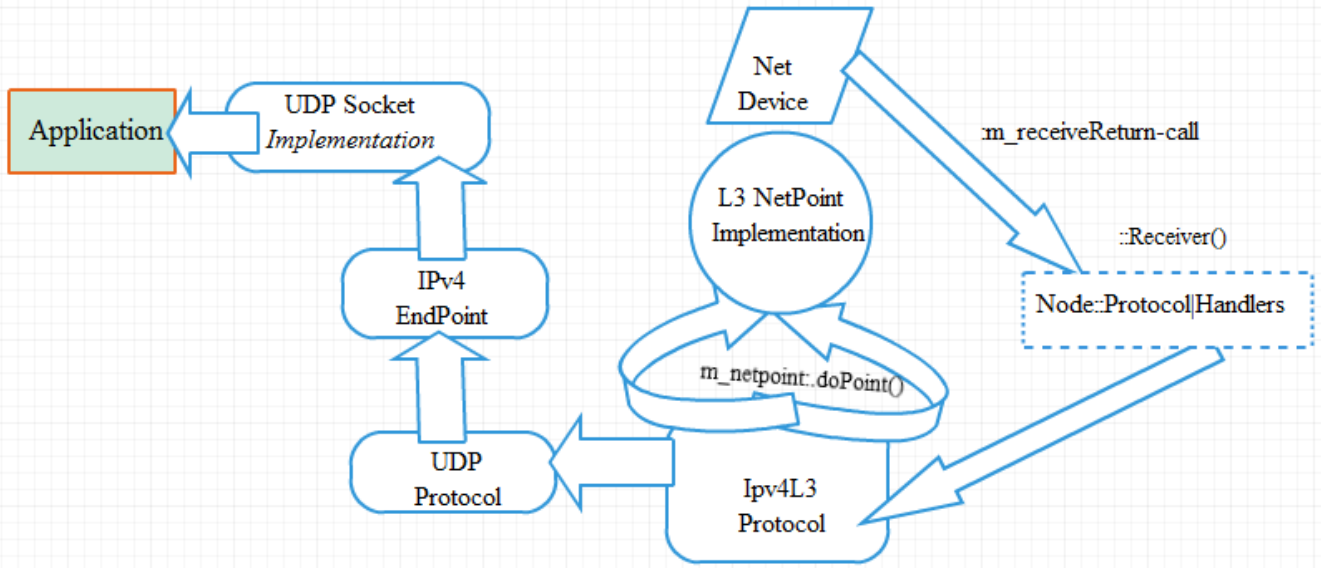 Net
Device
UDP Socket
Implementation
Application
:m_receiveReturn-call
L3 NetPoint
Implementation
::Receiver()
IPv4
EndPoint
Node::Protocol|Handlers
m_netpoint:.doPoint()
UDP
Protocol
Ipv4L3
Protocol